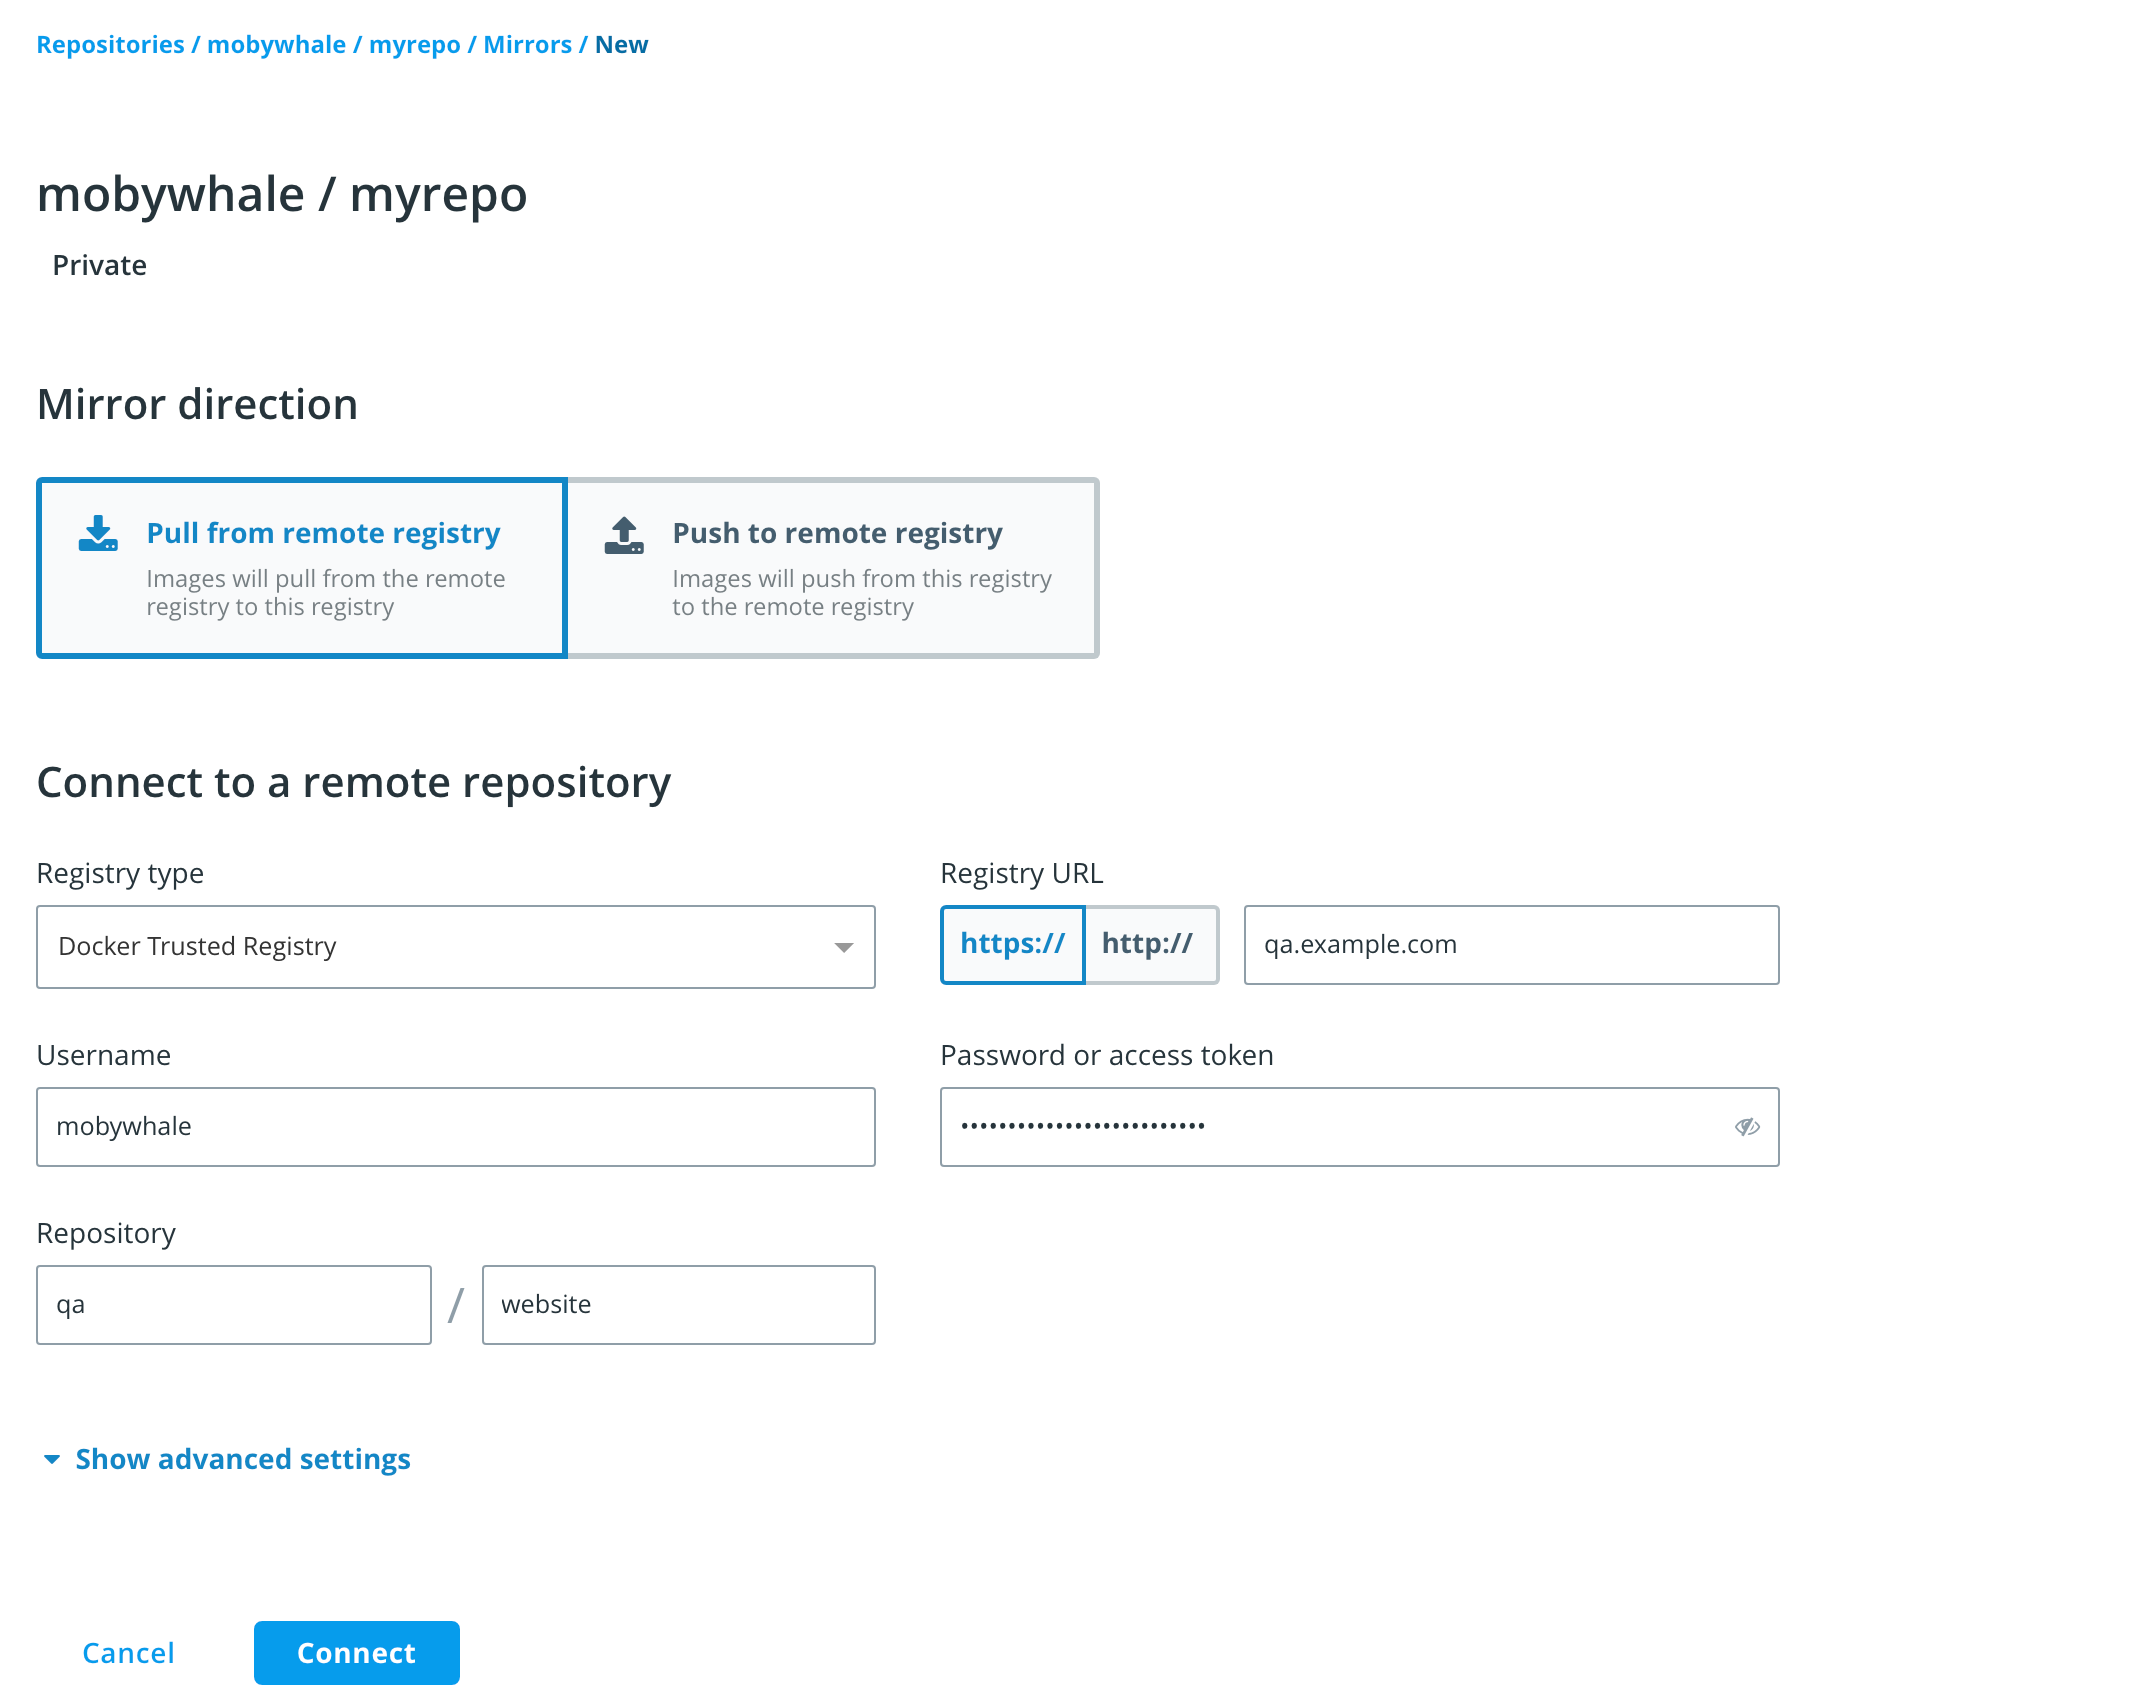 Repositories / mobywhale / myrepo / Mirrors / New
mobywhale / myrepo
Private
Mirror direction
Pull from remote registry
Images will pull from the remote
registry to this registry
Push to remote registry
Images will push from this registry
to the remote registry
Connect to a remote repository
Registry type
Docker Trusted Registry
Registry URL
https://
http://
qa.example.com
Username
mobywhale
Password or access token
••••••••••••••••••••••••••
Repository
qa
/
website
Show advanced settings
Cancel
Connect